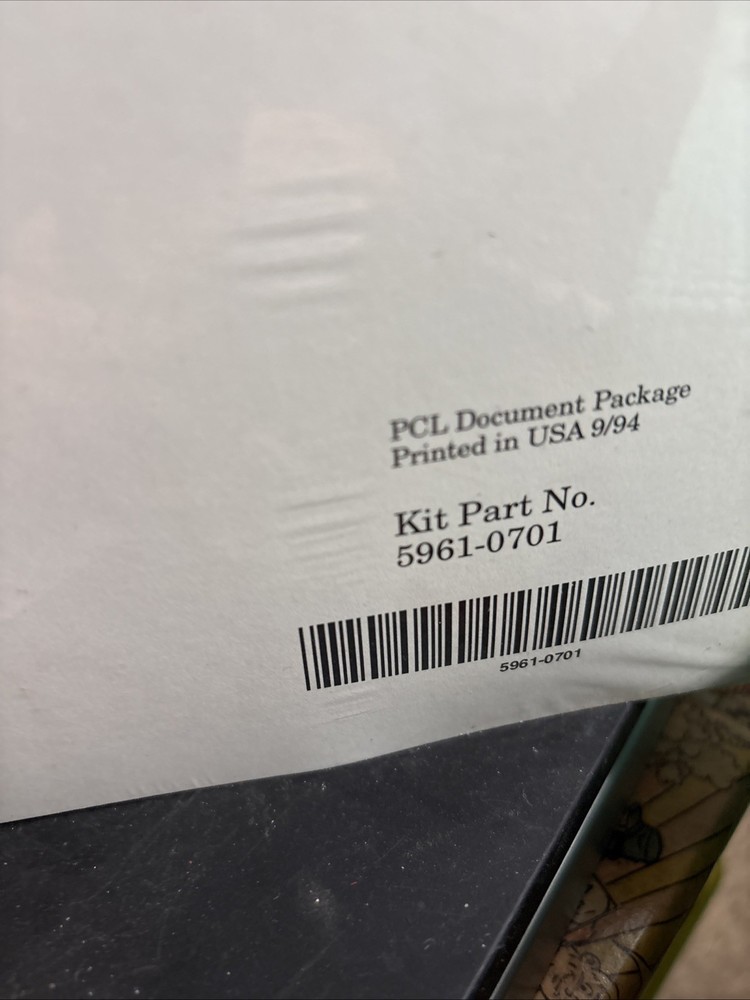 PCL Document Package
Printed in USA 9/94
Kit Part No.
5961-0701
5961-0701